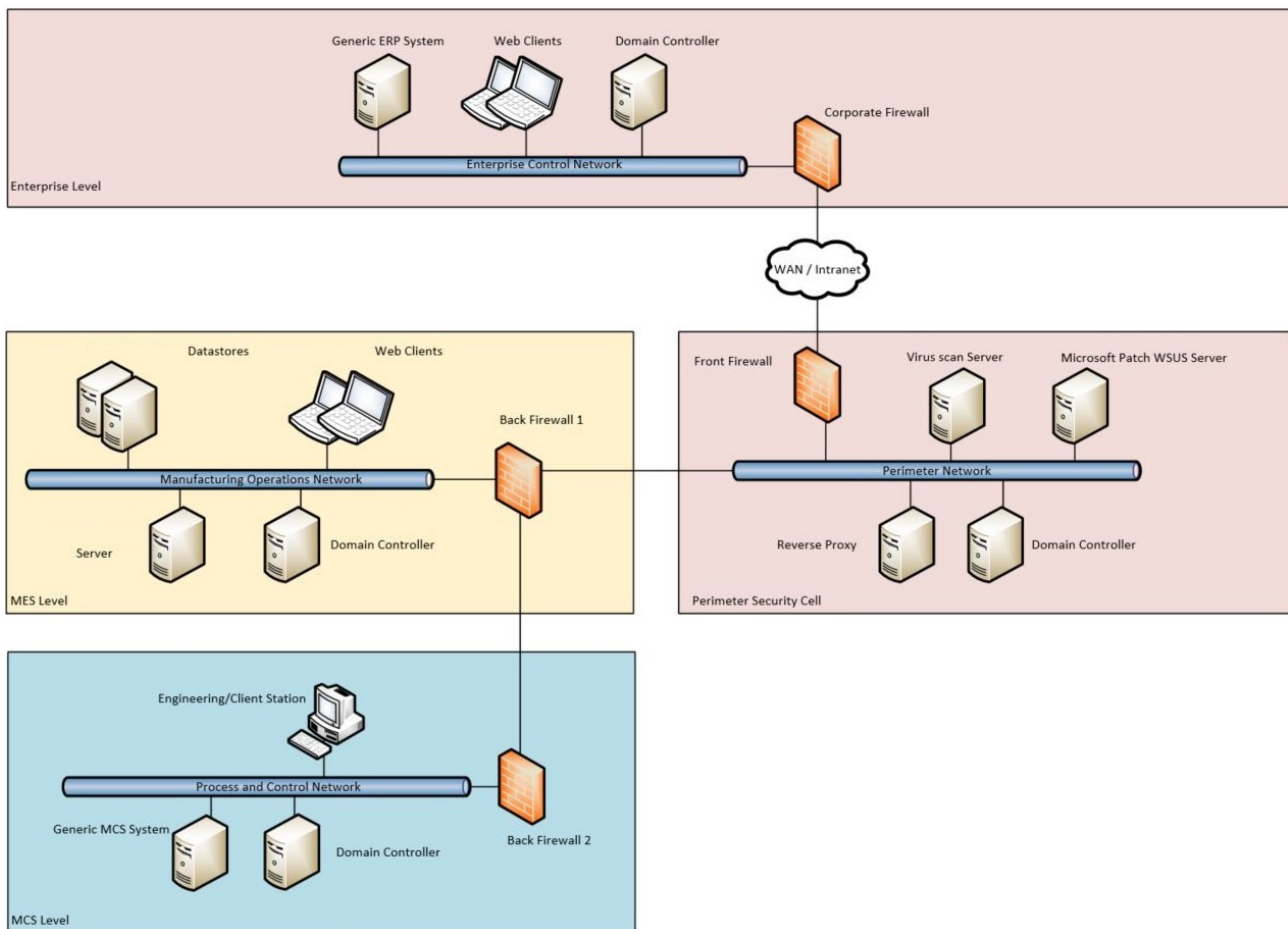 Generic ERP System
Web Clients
Domain Controller
Corporate Firewall
Enterprise Control Network
Enterprise Level
WAN / Intranet
Datastores
Web Clients
Back Firewall 1
Manufacturing Operations Network
Server
Domain Controller
MES Level
Front Firewall
Virus scan Server
Microsoft Patch WSUS Server
Perimeter Network
Reverse Proxy
Domain Controller
Perimeter Security Cell
Engineering/Client Station
Process and Control Network
Generic MCS System
Domain Controller
Back Firewall 2
MCS Level